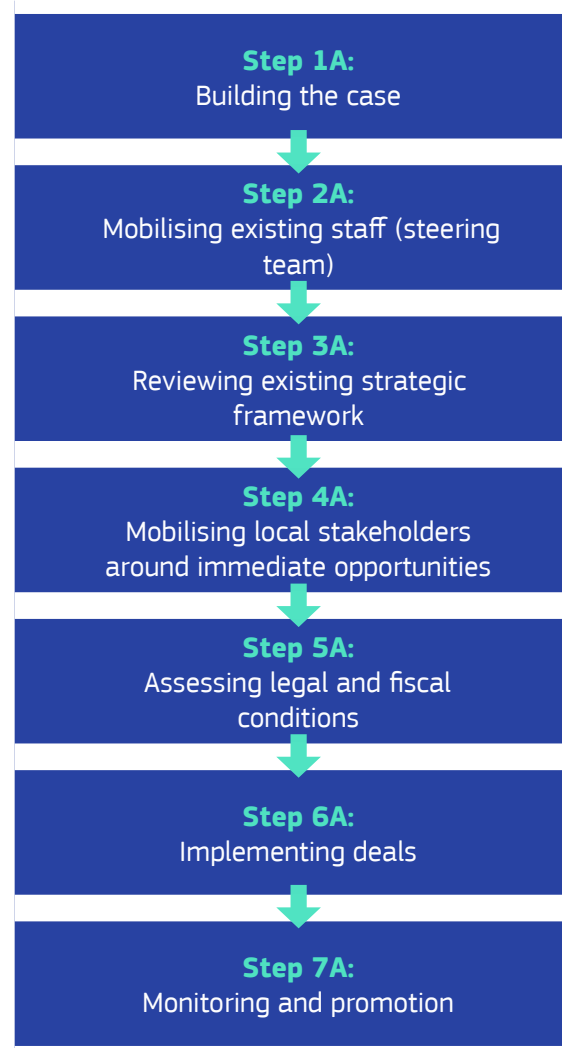 Step 1A:
Building the case
Step 2A:
Mobilising existing staff (steering
team)
Step 3A:
Reviewing existing strategic
framework
Step 4A:
Mobilising local stakeholders
around immediate opportunities
Step 5A:
Assessing legal and fiscal
conditions
Step 6A:
Implementing deals
Step 7A:
Monitoring and promotion